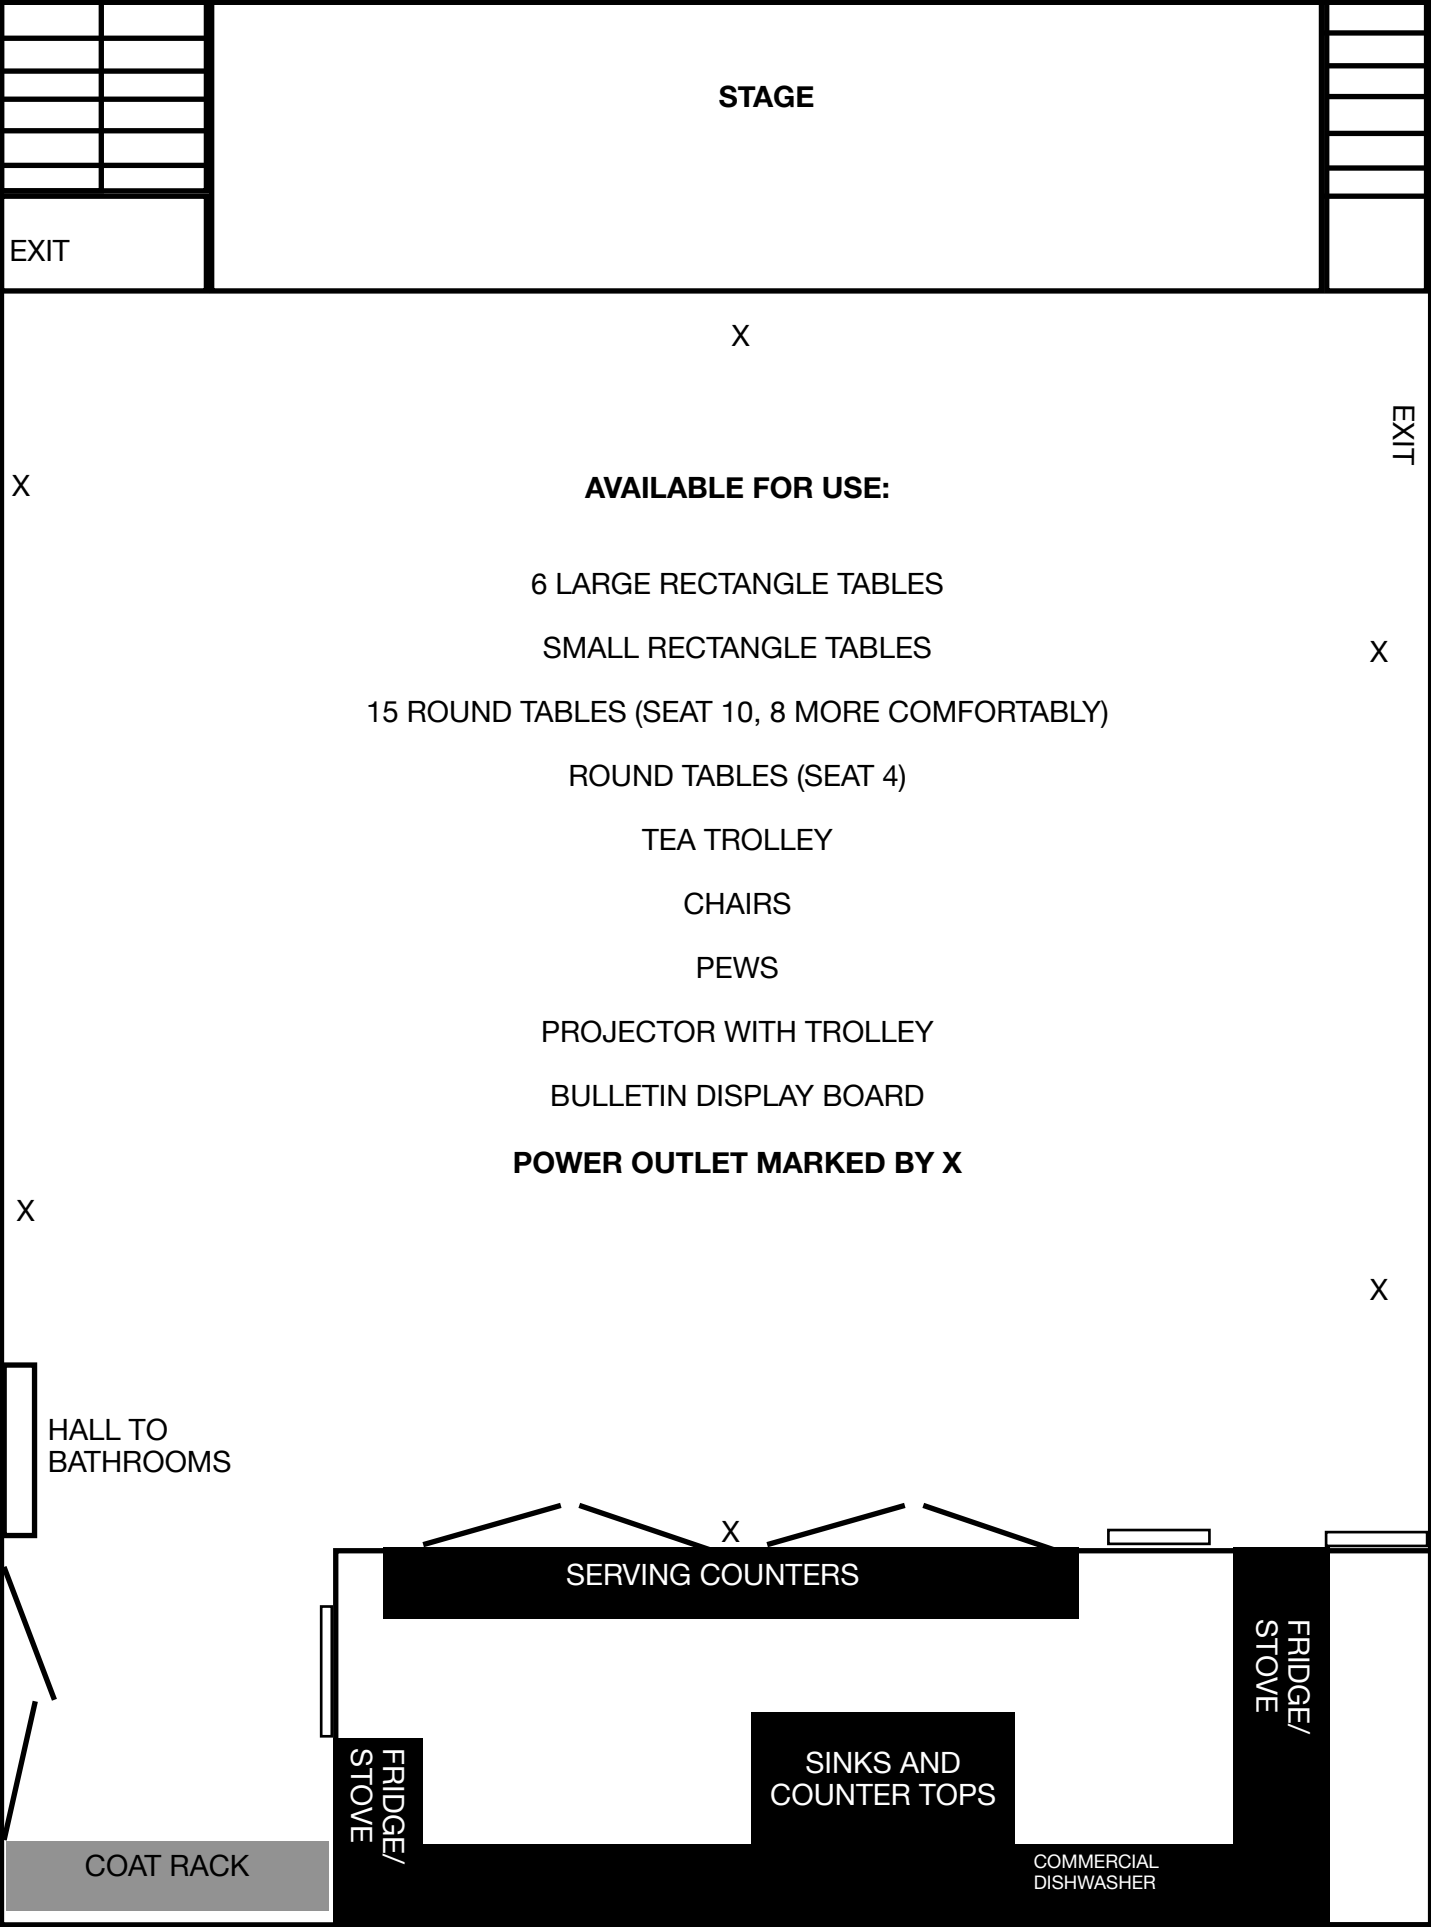 STAGE
EXIT
X
EXIT
X
AVAILABLE FOR USE:
6 LARGE RECTANGLE TABLES
SMALL RECTANGLE TABLES
X
15 ROUND TABLES (SEAT 10, 8 MORE COMFORTABLY)
ROUND TABLES (SEAT 4)
TEA TROLLEY
CHAIRS
PEWS
PROJECTOR WITH TROLLEY
BULLETIN DISPLAY BOARD
POWER OUTLET MARKED BY X
X
X
HALL TO
BATHROOMS
X
SERVING COUNTERS
FRIDGE/
STOVE
FRIDGE/
STOVE
SINKS AND
COUNTER TOPS
COAT RACK
COMMERCIAL
DISHWASHER